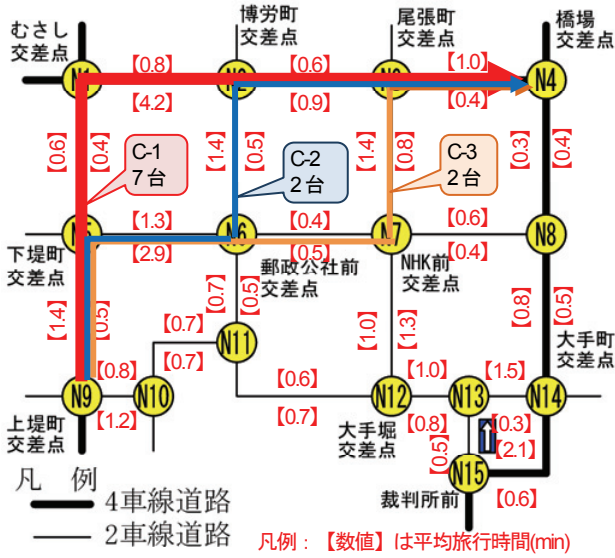 むさし
交差点
博労町
交差点
尾張町
交差点
橋場
交差点
【0.8】
【0.6】
【1.0】
N1
N2
N3
N4
【4.2】
【0.9】
【0.4】
【0.6】
【0.4】
C-1
7台
【1.4】
【0.5】
C-2
2台
【1.4】
【0.8】
C-3
2台
【0.3】
【0.4】
【1.3】
【0.4】
【0.6】
N5
N6
N7
N8
【2.9】
【0.5】
【0.4】
下堤町
交差点
郵政公社前
交差点
NHK前
交差点
【1.4】
【0.5】
【0.7】
【0.5】
【1.0】
【1.3】
【0.8】
【0.5】
大手町
交差点
【0.7】
N11
【0.7】
【0.8】
【0.6】
【1.0】
【1.5】
N9
N10
N12
N13
N14
【1.2】
【0.7】
【0.8】
【0.3】
上堤町
交差点
大手堀
交差点
【0.5】
【2.1】
N15
裁判所前
【0.6】
凡 例
4車線道路
2車線道路
凡例：【数値】は平均旅行時間(min)